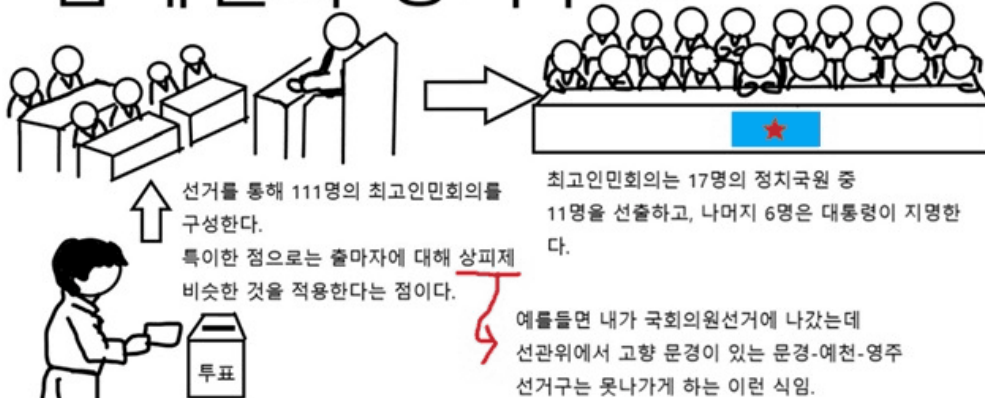 선거를 통해 111명의 최고인민회의를
구성한다.
특이한 점으로는 출마자에 대해 상피제
비슷한 것을 적용한다는 점이다.
최고인민회의는 17명의 정치국원 중
11명을 선출하고, 나머지 6명은 대통령이 지명한
다.
예를들면 내가 국회의원선거에 나갔는데
선관위에서 고향 문경이 있는 문경-예천-영주
선거구는 못나가게 하는 이런 식임.
투표